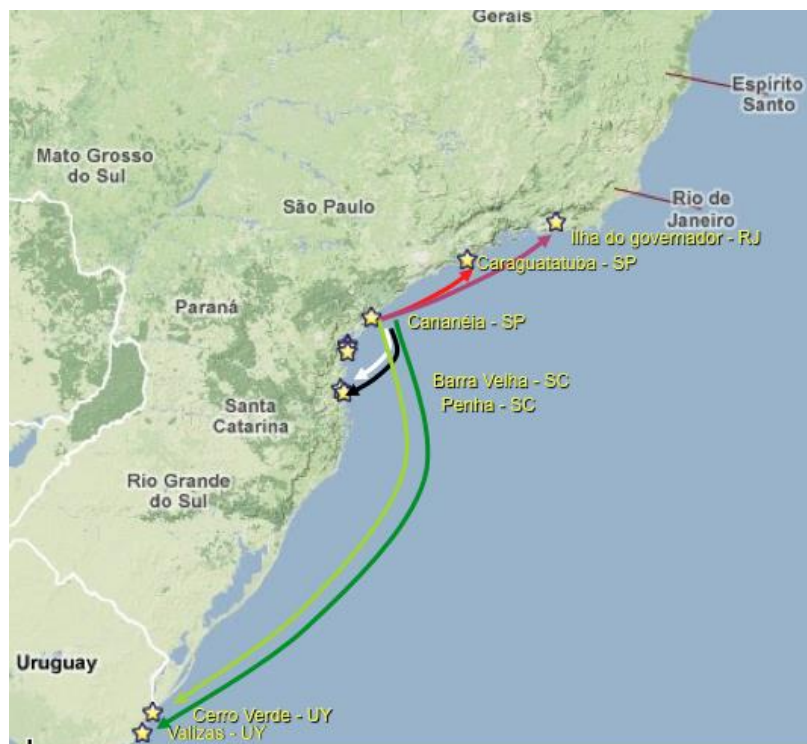 Gerais
Espírito
Santo
Mato Grosso
do Sul
Rio de
Janeiro
São Paulo
Ilha do governador - RJ
Caraguatatuba - SP
Paraná
Cananéia - SP
Barra Velha - SC
Penha - SC
Santa
Catarina
Rio Grande
do Sul
Uruguay
Cerro Verde - UY
Valizas - UY